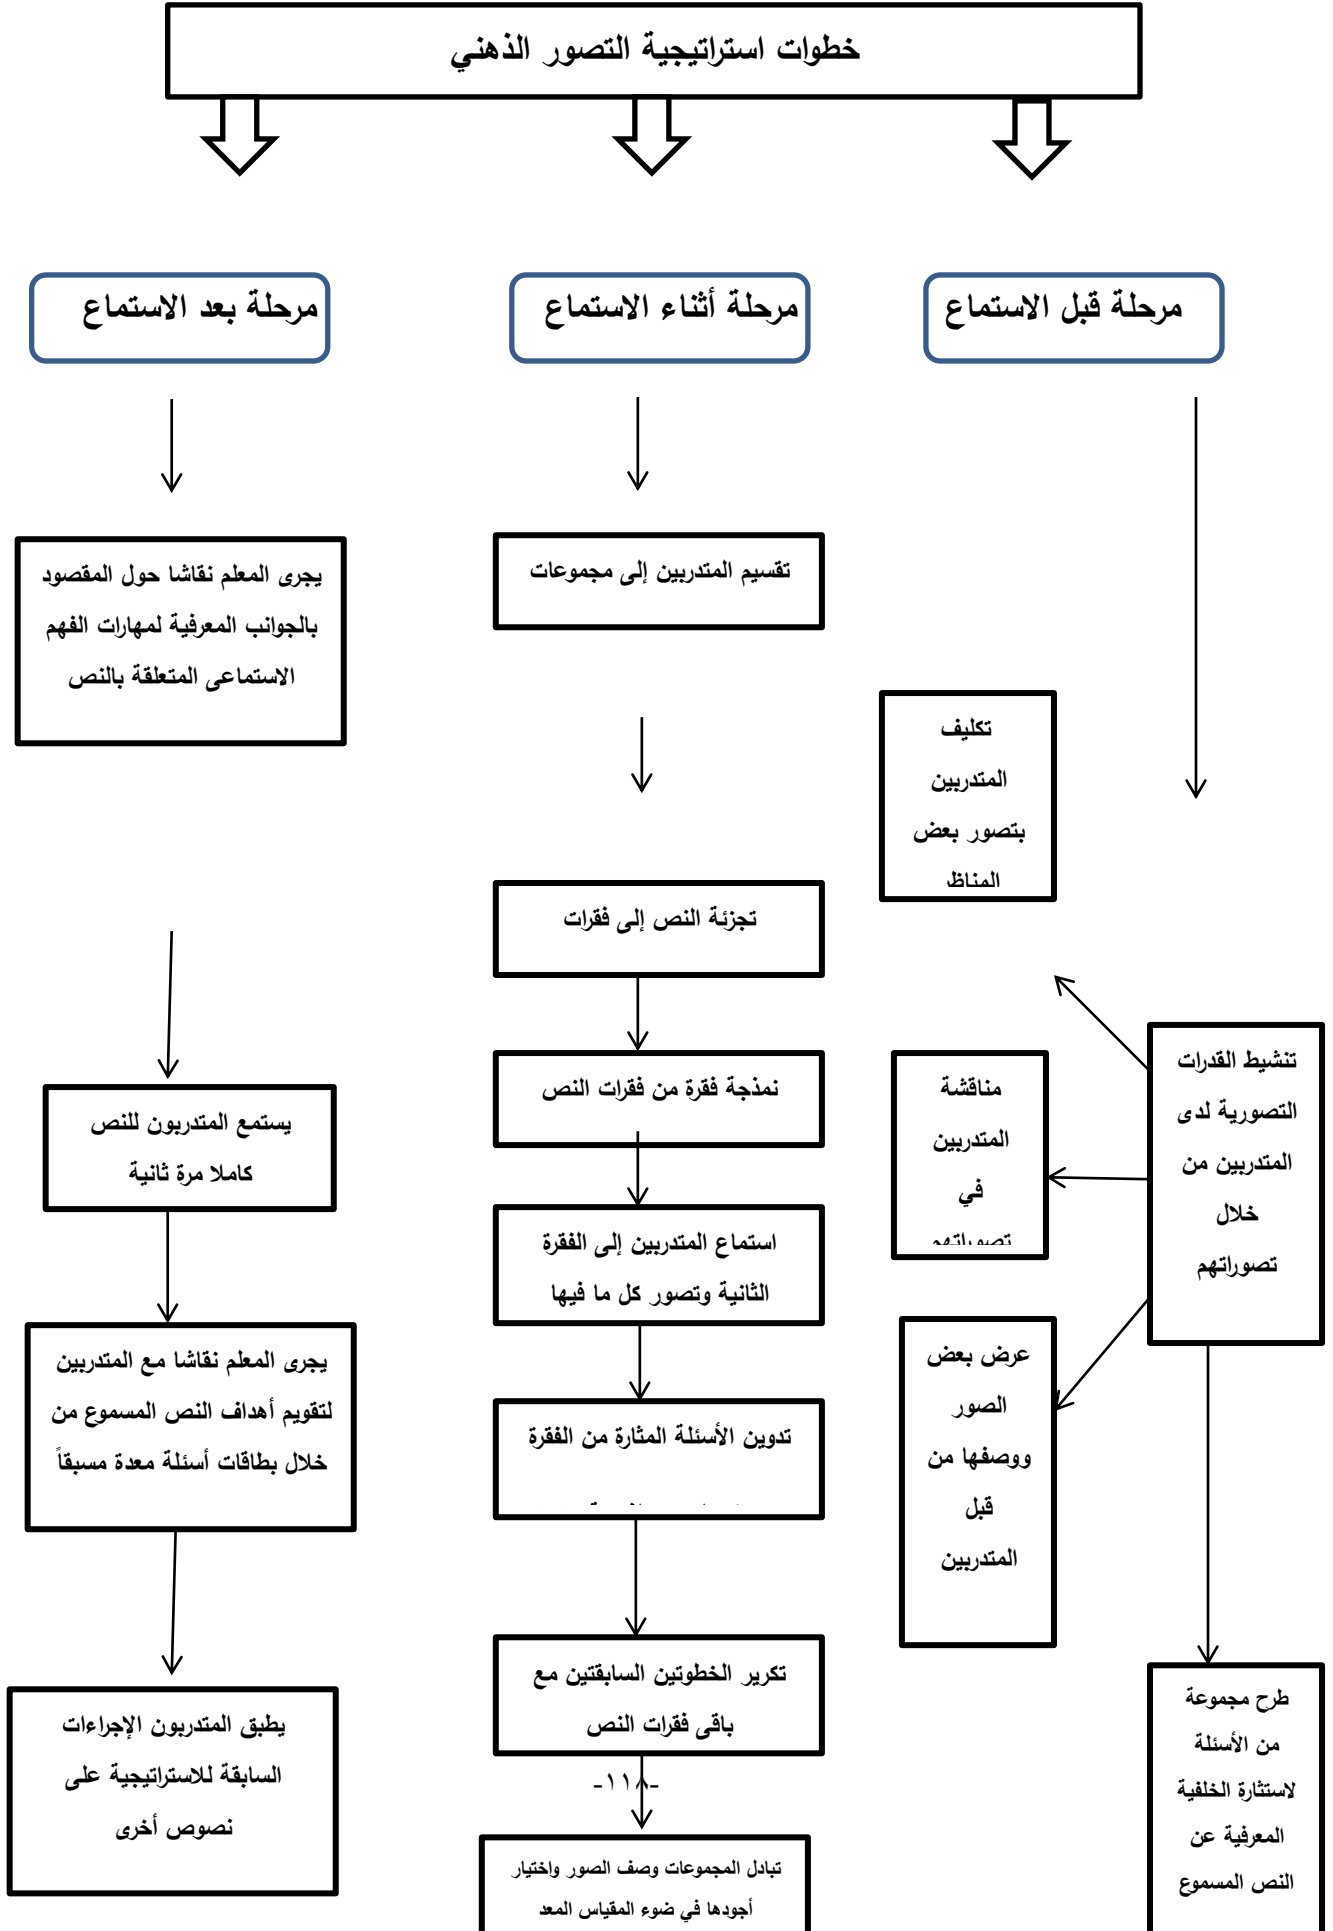 خطوات استراتيجية التصور الذهني
مرحلة قبل الاستماع
مرحلة أثناء الاستماع
مرحلة بعد الاستماع
تنشيط القدرات
التصورية لدى
المتدربين من
خلال
تصوراتهم
تكليف
المتدربين
بتصور بعض
المناظ
مناقشة
المتدربين
في
تصوراتهم
عرض بعض
الصور
ووصفها من
قبل
المتدربين
طرح مجموعة
من الأسئلة
لاستثارة الخلفية
المعرفية عن
النص المسموع
تقسيم المتدربين إلى مجموعات
تجزئة النص إلى فقرات
نمذجة فقرة من فقرات النص
استماع المتدربين إلى الفقرة
الثانية وتصور كل ما فيها
تدوين الأسئلة المثارة من الفقرة
تكرير الخطوتين السابقتين مع
باقى فقرات النص
تبادل المجموعات وصف الصور واختيار
أجودها في ضوء المقياس المعد
يجرى المعلم نقاشا حول المقصود
بالجوانب المعرفية لمهارات الفهم
الاستماعى المتعلقة بالنص
يستمع المتدربون للنص
كاملا مرة ثانية
يجرى المعلم نقاشا مع المتدربين
لتقويم أهداف النص المسموع من
خلال بطاقات أسئلة معدة مسبقاً
يطبق المتدربون الإجراءات
السابقة للاستراتيجية على
نصوص أخرى
-١١٨-